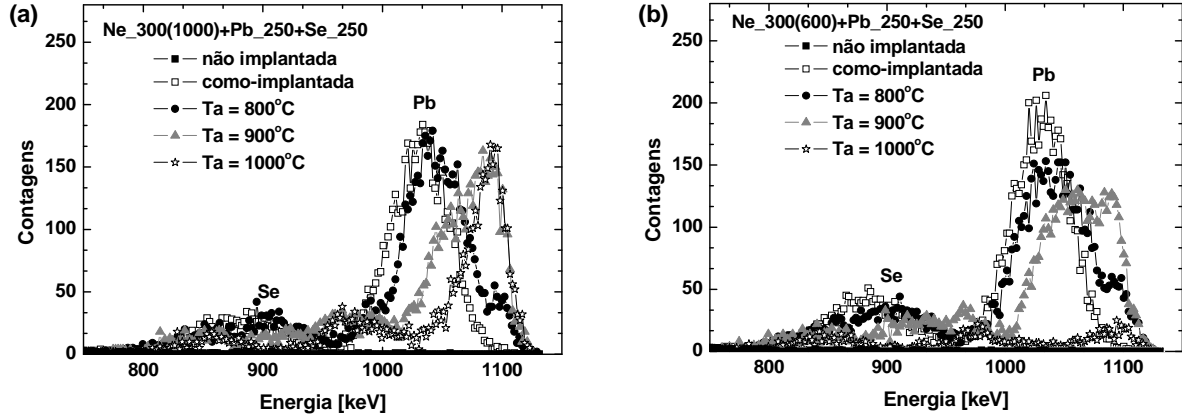 (a)
Ne_300(1000)+Pb_250+Se_250
não implantada
como-implantada
Ta = 800°C
Ta = 900°C
Ta = 1000°C
Pb
Se
Contagens
250
200
150
100
50
0
800
900
1000
1100
Energia [keV]
(b)
Ne_300(600)+Pb_250+Se_250
não implantada
como-implantada
Ta = 800°C
Ta = 900°C
Ta = 1000°C
Pb
Se
Contagens
250
200
150
100
50
0
800
900
1000
1100
Energia [keV]